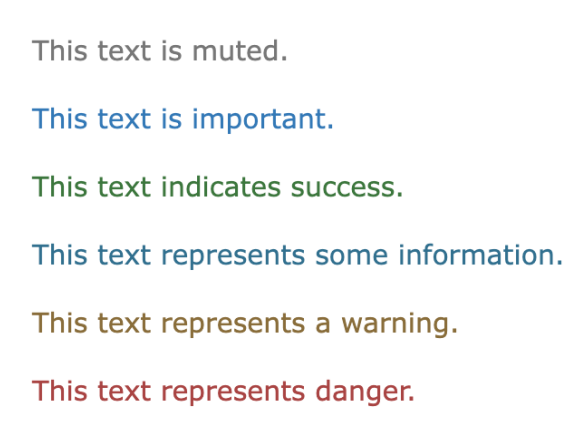 This text is muted.
This text is important.
This text indicates success.
This text represents some information.
This text represents a warning.
This text represents danger.